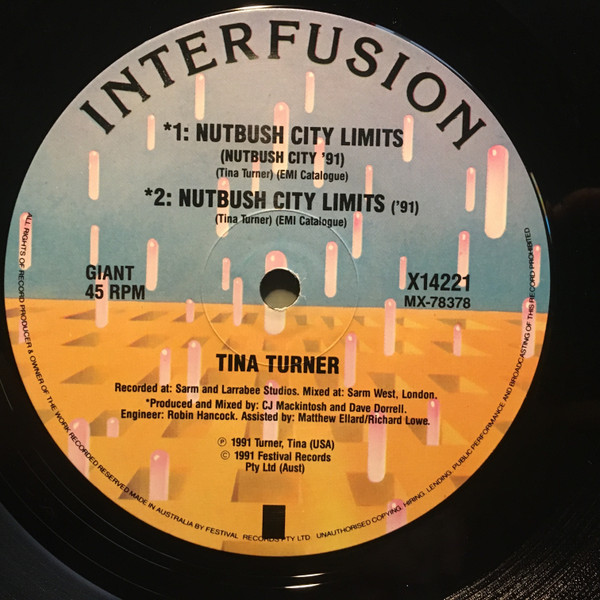 INTERFUSION
*1: NUTBUSH CITY LIMITS
(NUTBUSH CITY '91)
(Tina Turner) (EMI Catalogue)
*2: NUTBUSH CITY LIMITS ('91)
(Tina Turner) (EMI Catalogue)
GIANT
45 RPM
X14221
MX-78378
TINA TURNER
Recorded at: Sarm and Larrabee Studios. Mixed at: Sarm West, London.
*Produced and Mixed by: CJ Mackintosh and Dave Dorrell.
Engineer: Robin Hancock. Assisted by: Matthew Ellard/Richard Lowe.
Ⓟ 1991 Turner, Tina (USA)
© 1991 Festival Records
Pty Ltd (Aust)
ALL RIGHTS OF RECORD PRODUCER & OWNER OF THE WORK RECORDED RESERVED MADE IN AUSTRALIA BY FESTIVAL RECORDS PTY LTD. UNAUTHORISED COPYING, HIRING, LENDING, PUBLIC PERFORMANCE AND BROADCASTING OF THIS RECORD PROHIBITED